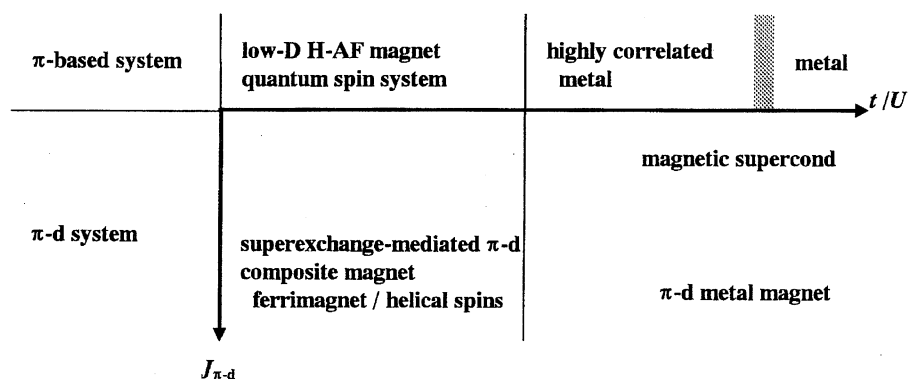 π-based system
low-D H-AF magnet
quantum spin system
highly correlated
metal
metal
t /U
magnetic supercond
π-d system
superexchange-mediated π-d
composite magnet
ferrimagnet / helical spins
π-d metal magnet
Jπ-d